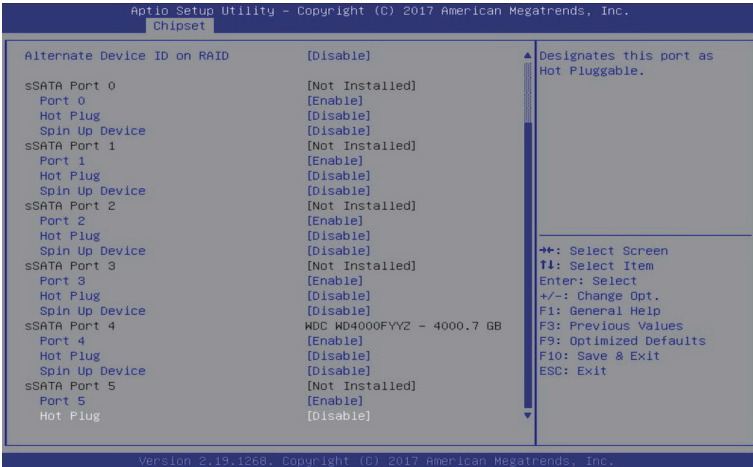 Aptio Setup Utility – Copyright (C) 2017 American Megatrends, Inc.
Chipset
Alternate Device ID on RAID [Disable]
sSATA Port 0 [Not Installed]
Port 0 [Enable]
Hot Plug [Disable]
Spin Up Device [Disable]
sSATA Port 1 [Not Installed]
Port 1 [Enable]
Hot Plug [Disable]
Spin Up Device [Disable]
sSATA Port 2 [Not Installed]
Port 2 [Enable]
Hot Plug [Disable]
Spin Up Device [Disable]
sSATA Port 3 [Not Installed]
Port 3 [Enable]
Hot Plug [Disable]
Spin Up Device [Disable]
sSATA Port 4 WDC WD4000FYYZ – 4000.7 GB
Port 4 [Enable]
Hot Plug [Disable]
Spin Up Device [Disable]
sSATA Port 5 [Not Installed]
Port 5 [Enable]
Hot Plug [Disable]
Designates this port as
Hot Pluggable.
→←: Select Screen
↑↓: Select Item
Enter: Select
+/-: Change Opt.
F1: General Help
F3: Previous Values
F9: Optimized Defaults
F10: Save & Exit
ESC: Exit
Version 2.19.1268. Copyright (C) 2017 American Megatrends, Inc.